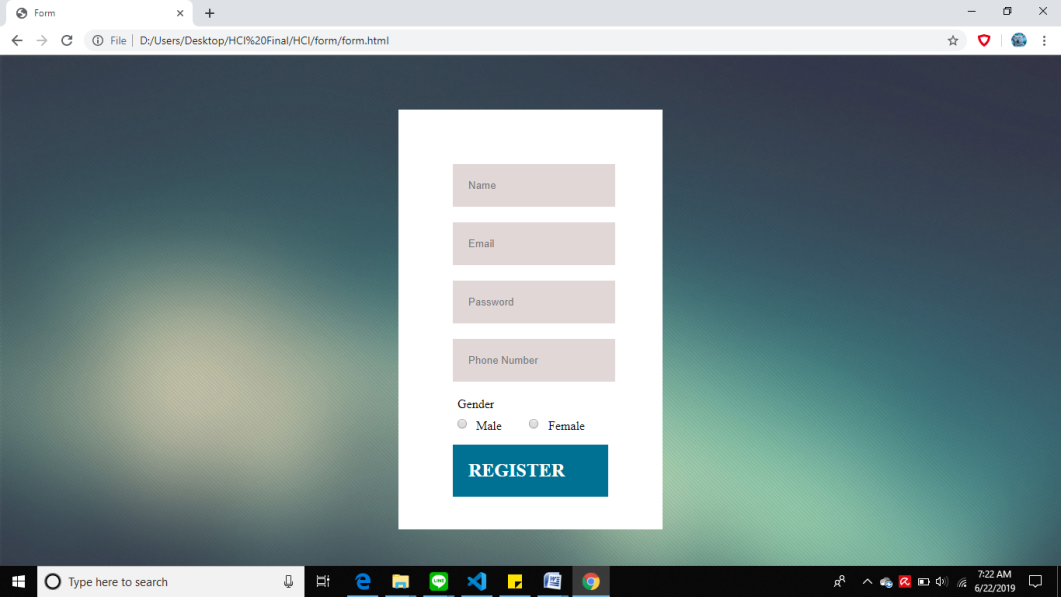 Form
File
D:/Users/Desktop/HCI%20Final/HCI/form/form.html
Name
Email
Password
Phone Number
Gender
Male Female
REGISTER
Type here to search
LINE
7:22 AM
6/22/2019